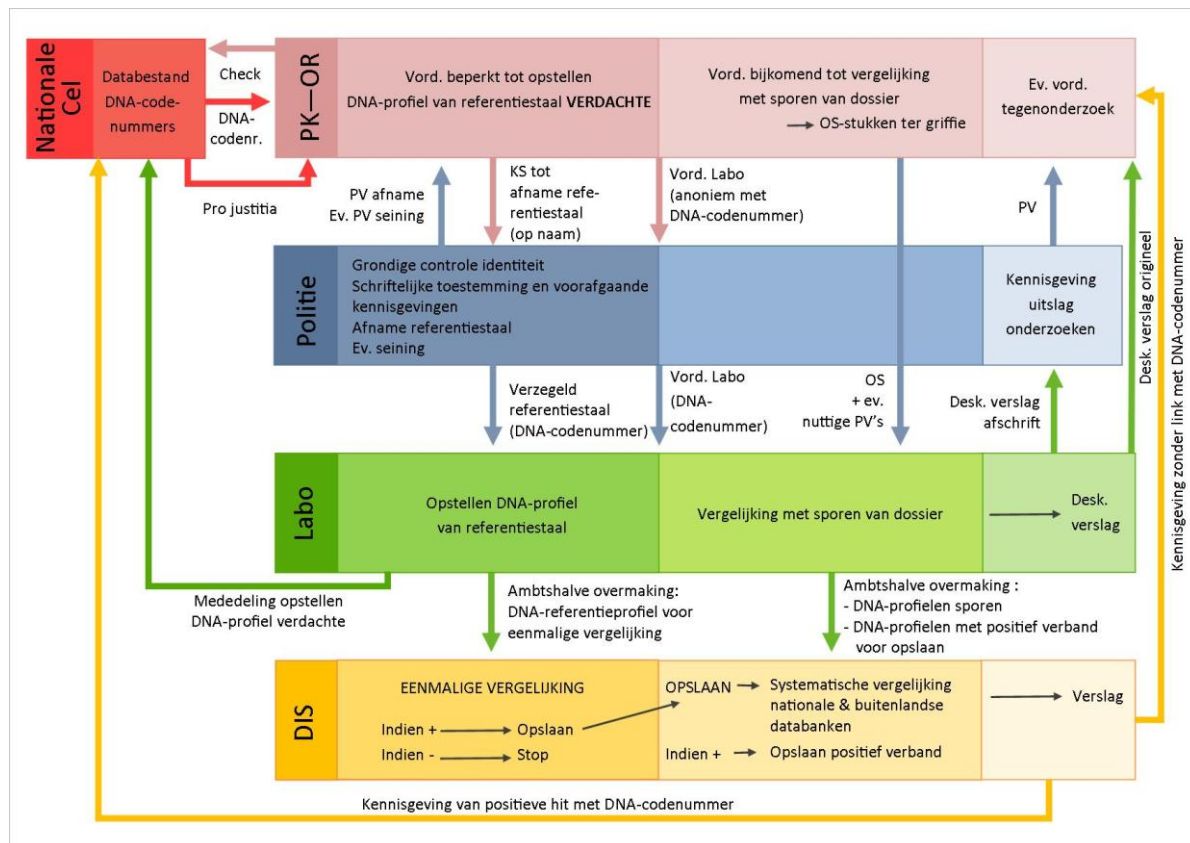 Nationale
Cel
Databestand
DNA-code-
nummers
Check
DNA-
codenr.
Pro justitia
PK—OR
Vord. beperkt tot opstellen
DNA-profiel van referentiestaal VERDACHTE
Vord. bijkomend tot vergelijking
met sporen van dossier
OS-stukken ter griffie
Ev. vord.
tegenonderzoek
PV afname
Ev. PV seining
KS tot
afname refe-
rentiestaal
(op naam)
Vord. Labo
(anoniem met
DNA-codenummer)
PV
Politie
Grondige controle identiteit
Schriftelijke toestemming en voorafgaande
kennisgevingen
Afname referentiestaal
Ev. seining
Kennisgeving
uitslag
onderzoeken
Verzegeld
referentiestaal
(DNA-codenummer)
Vord. Labo
(DNA-
codenummer)
OS
+ ev.
nuttige PV's
Desk. verslag
afschrift
Desk. verslag origineel
Kennisgeving zonder link met DNA-codenummer
Labo
Opstellen DNA-profiel
van referentiestaal
Vergelijking met sporen van dossier
Desk.
verslag
Mededeling opstellen
DNA-profiel verdachte
Ambtshalve overmaking:
DNA-referentieprofiel voor
eenmalige vergelijking
Ambtshalve overmaking :
- DNA-profielen sporen
- DNA-profielen met positief verband
voor opslaan
DIS
EENMALIGE VERGELIJKING
Indien + Opslaan
Indien - Stop
OPSLAAN Systematische vergelijking
nationale & buitenlandse
databanken
Indien + Opslaan positief verband
Verslag
Kennisgeving van positieve hit met DNA-codenummer